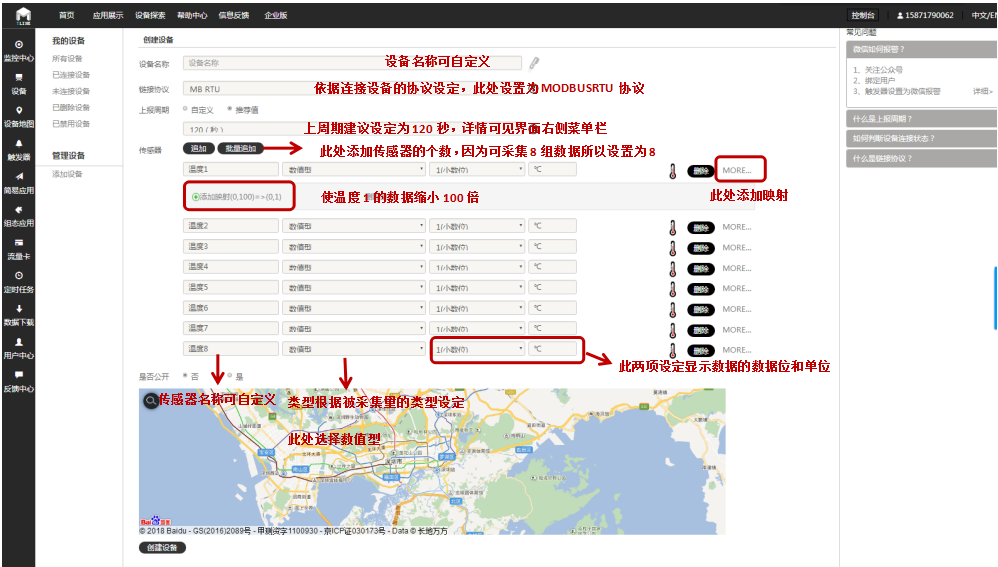 TLINK
首页 应用展示 设备探索 帮助中心 信息反馈 企业版
控制台 15871790062 中文/EN
监控中心
设备
设备地图
触发器
简易应用
组态应用
流量卡
定时任务
数据下载
用户中心
反馈中心
我的设备
所有设备
已连接设备
未连接设备
已删除设备
已禁用设备
管理设备
添加设备
创建设备
设备名称 设备名称 设备名称可自定义
链接协议 MB RTU 依据连接设备的协议设定，此处设置为 MODBUSRTU 协议
上报周期 自定义 推荐值
120 ( 秒 ) 上周期建议设定为 120 秒，详情可见界面右侧菜单栏
传感器 追加 批量追加 此处添加传感器的个数，因为可采集 8 组数据所以设置为 8
温度1 数值型 1(小数位) ℃ 删除 MORE...
添加映射(0,100)=>(0,1) 使温度 1 的数据缩小 100 倍 此处添加映射
温度2 数值型 1(小数位) ℃ 删除 MORE...
温度3 数值型 1(小数位) ℃ 删除 MORE...
温度4 数值型 1(小数位) ℃ 删除 MORE...
温度5 数值型 1(小数位) ℃ 删除 MORE...
温度6 数值型 1(小数位) ℃ 删除 MORE...
温度7 数值型 1(小数位) ℃ 删除 MORE...
温度8 数值型 1(小数位) ℃ 删除 MORE...
此两项设定显示数据的数据位和单位
是否公开 否 是
传感器名称可自定义 类型根据被采集量的类型设定
此处选择数值型
宝安区
南山区
罗湖区
盐田区
深圳市
Bai 百度
© 2018 Baidu - GS(2016)2089号 - 甲测资字1100930 - 京ICP证030173号 - Data © 长地万方
创建设备
常见问题
微信如何报警？
1、关注公众号
2、绑定用户
3、触发器设置为微信报警 详细>
什么是上报周期？
如何判断设备连接状态？
什么是链接协议？